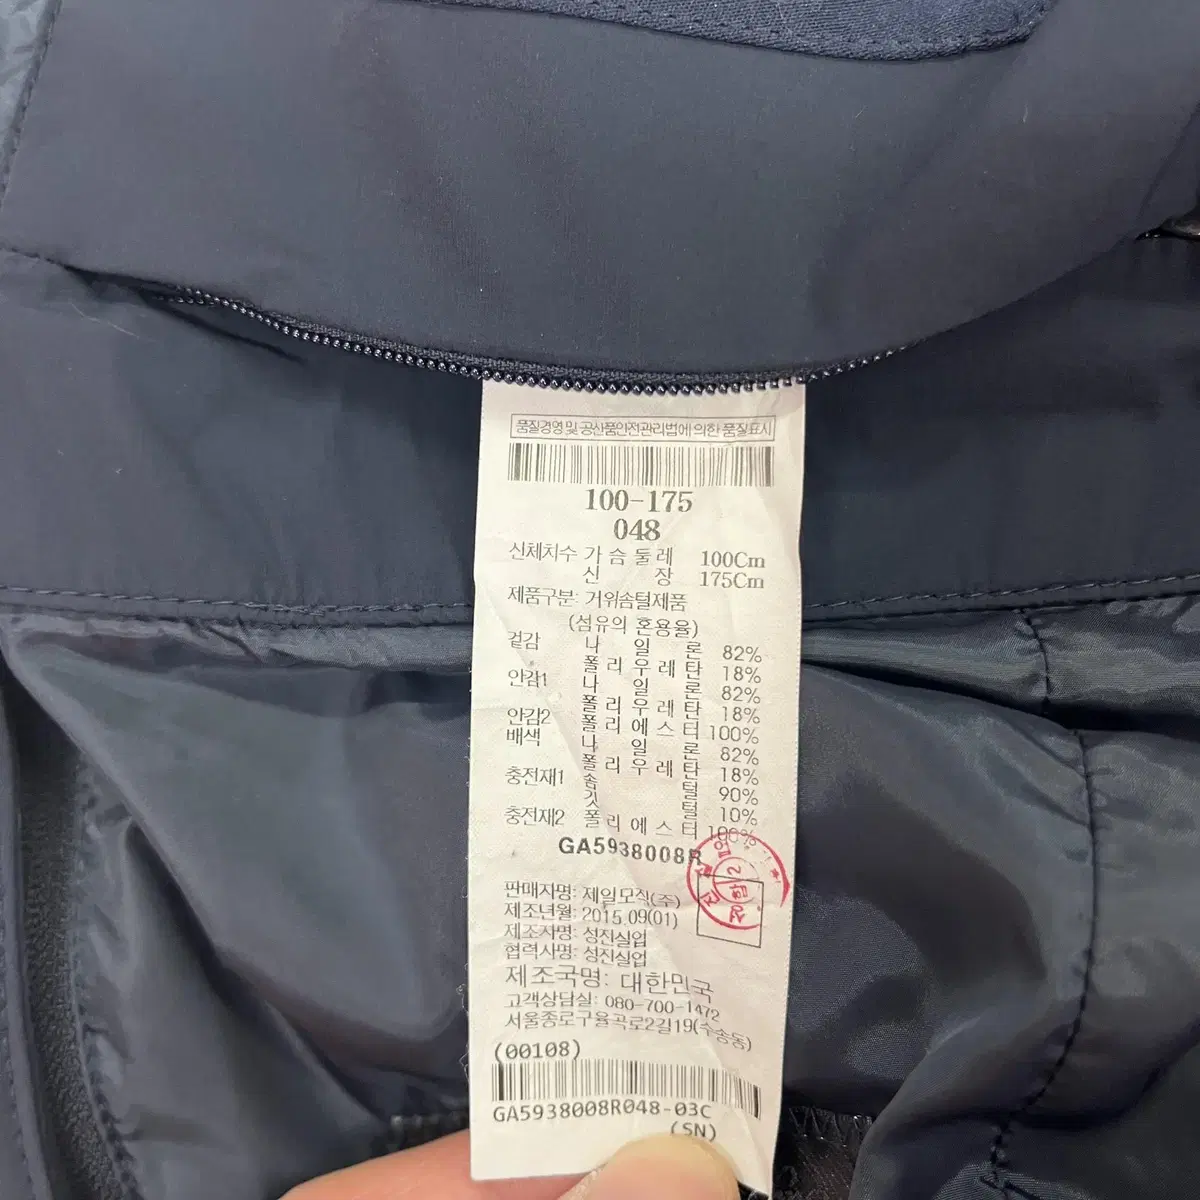 품질경영 및 공산품안전관리법에 의한 품질표시
100-175
048
신체치수 가슴둘레 100Cm
신 장 175Cm
제품구분: 거위솜털제품
(섬유의 혼용율)
겉감 나일론 82%
폴리우레탄 18%
안감1 나일론 82%
폴리우레탄 18%
안감2 폴리에스터 100%
배색 나일론 82%
폴리우레탄 18%
충전재1 솜털 90%
깃털 10%
충전재2 폴리에스터 100%
GA5938008R
판매자명: 제일모직(주)
제조년월: 2015.09(01)
제조자명: 성진실업
협력사명: 성진실업
제조국명: 대한민국
고객상담실: 080-700-1472
서울종로구율곡로2길19(수송동)
(00108)
GA5938008R048-03C
(SN)